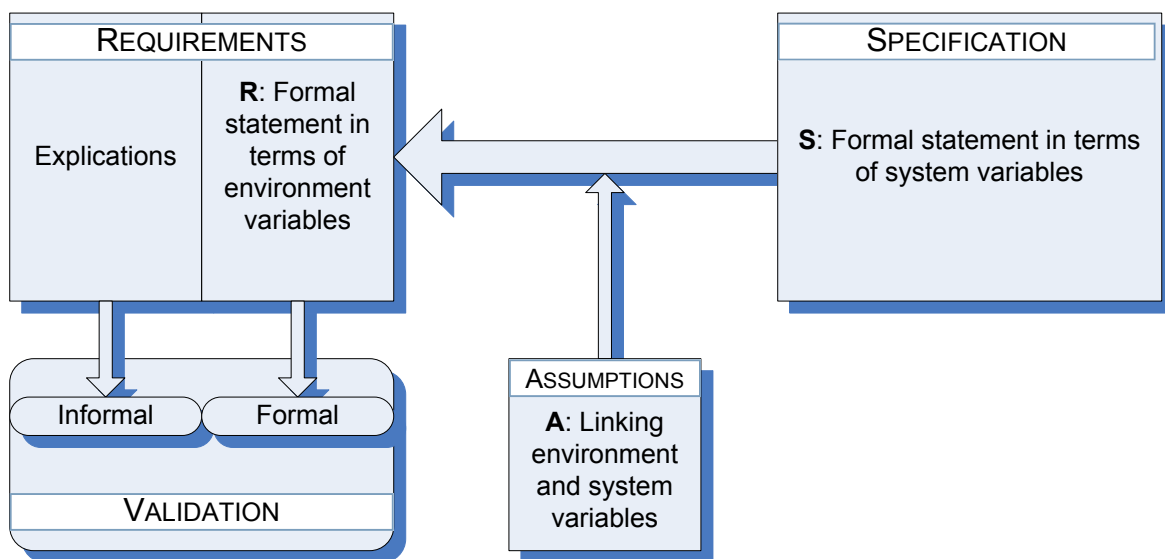 REQUIREMENTS
Explications
R: Formal
statement in
terms of
environment
variables
SPECIFICATION
S: Formal statement in terms
of system variables
ASSUMPTIONS
A: Linking
environment
and system
variables
Informal
Formal
VALIDATION